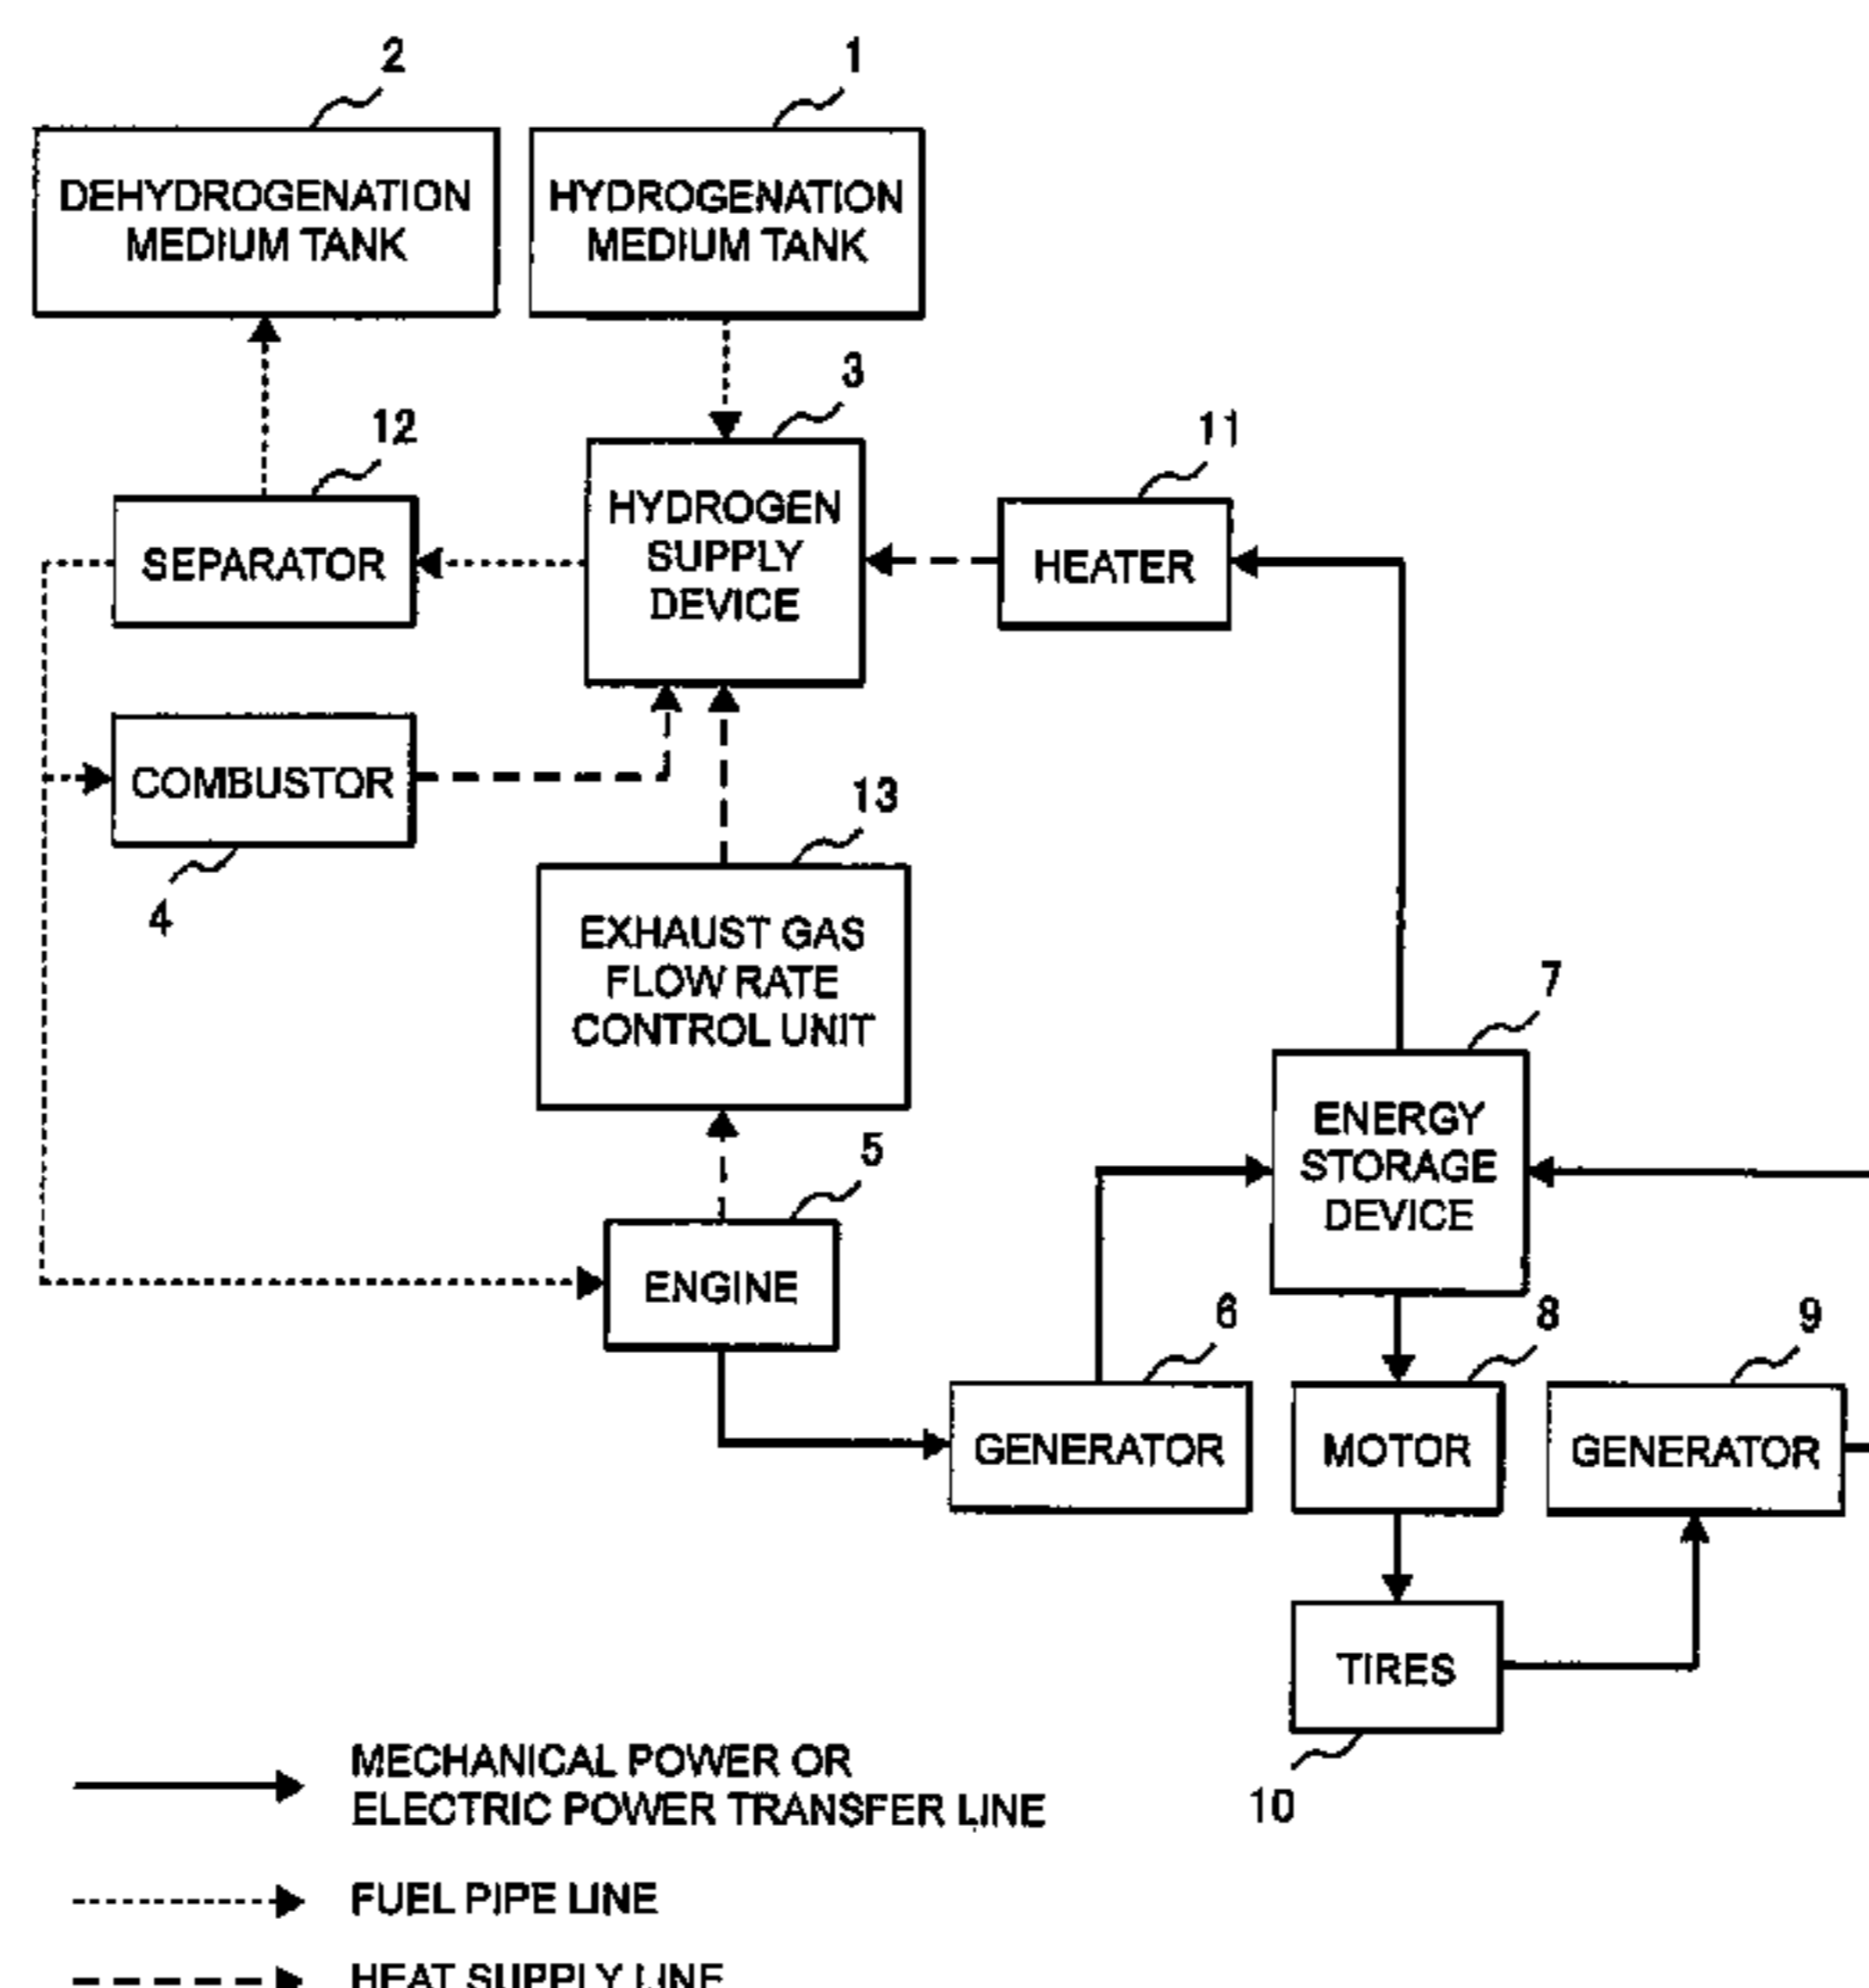 2
1
DEHYDROGENATION
MEDIUM TANK
HYDROGENATION
MEDIUM TANK
3
12
11
HYDROGEN
SUPPLY
DEVICE
SEPARATOR
HEATER
COMBUSTOR
4
13
EXHAUST GAS
FLOW RATE
CONTROL UNIT
7
ENERGY
STORAGE
DEVICE
5
ENGINE
6
8
9
GENERATOR
MOTOR
GENERATOR
TIRES
10
MECHANICAL POWER OR
ELECTRIC POWER TRANSFER LINE
FUEL PIPE LINE
HEAT SUPPLY LINE